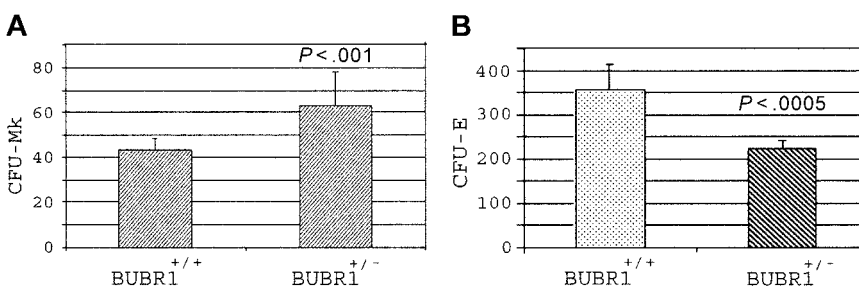 A
P<.001
80
60
40
20
0
CFU-Mk
BUBR1+/+
BUBR1+/-
B
P<.0005
400
300
200
100
0
CFU-E
BUBR1+/+
BUBR1+/-